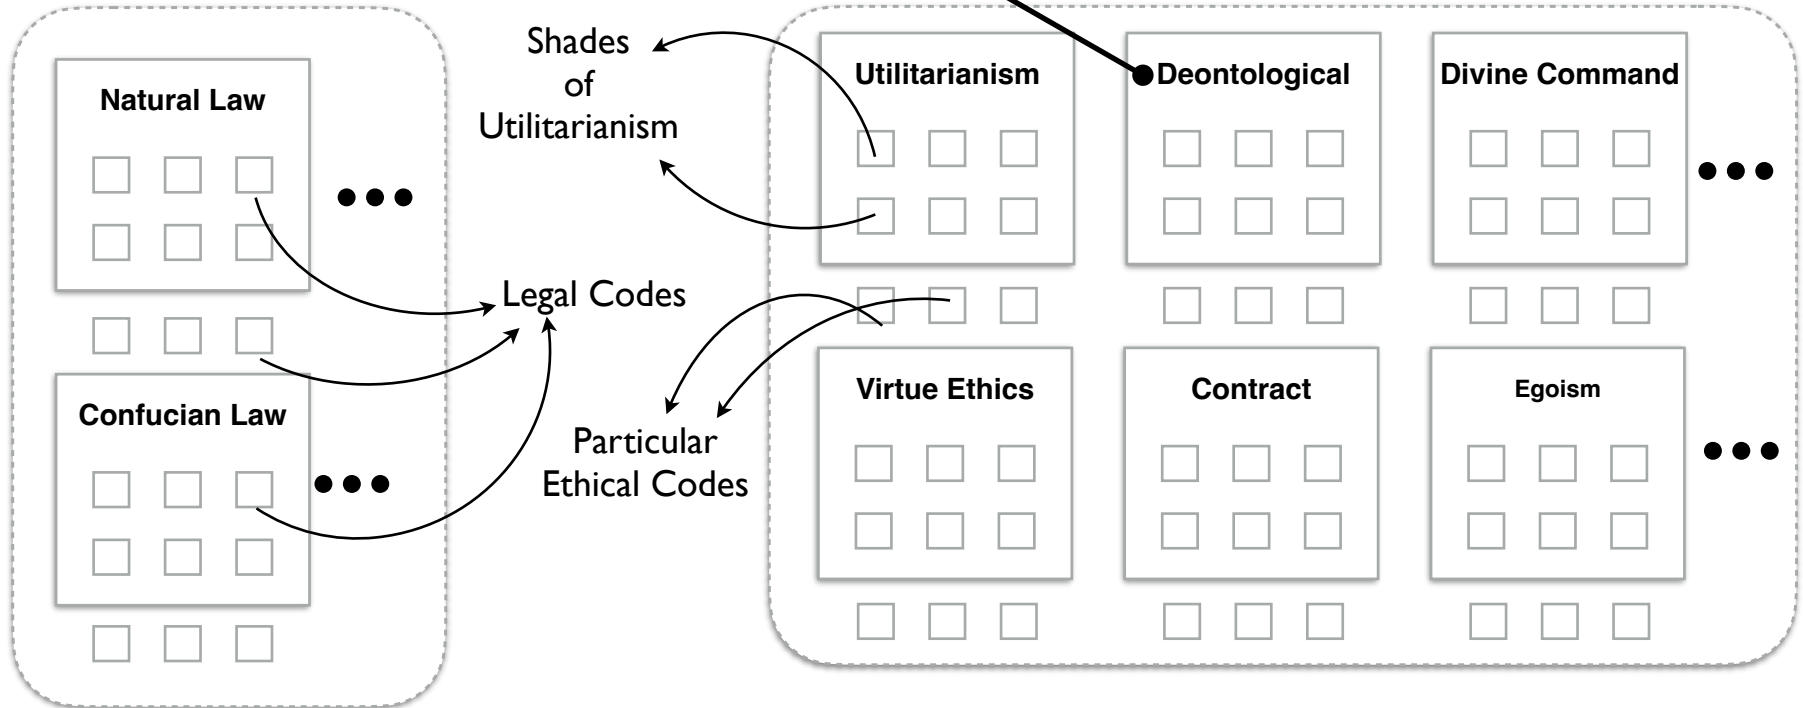 Natural Law
Confucian Law
Shades
of
Utilitarianism
Legal Codes
Particular
Ethical Codes
Utilitarianism
Deontological
Divine Command
Virtue Ethics
Contract
Egoism